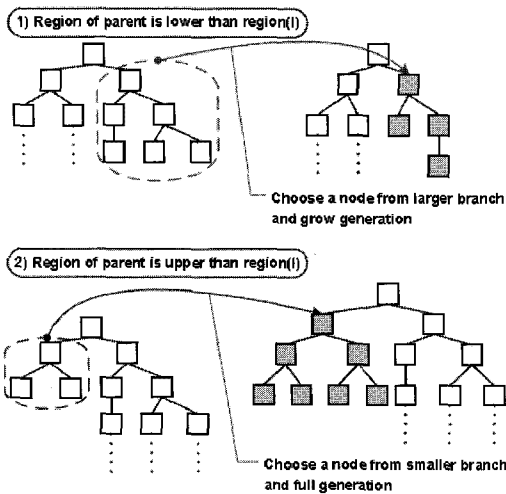 1) Region of parent is lower than region(l)
Choose a node from larger branch
and grow generation
2) Region of parent is upper than region(l)
Choose a node from smaller branch
and full generation